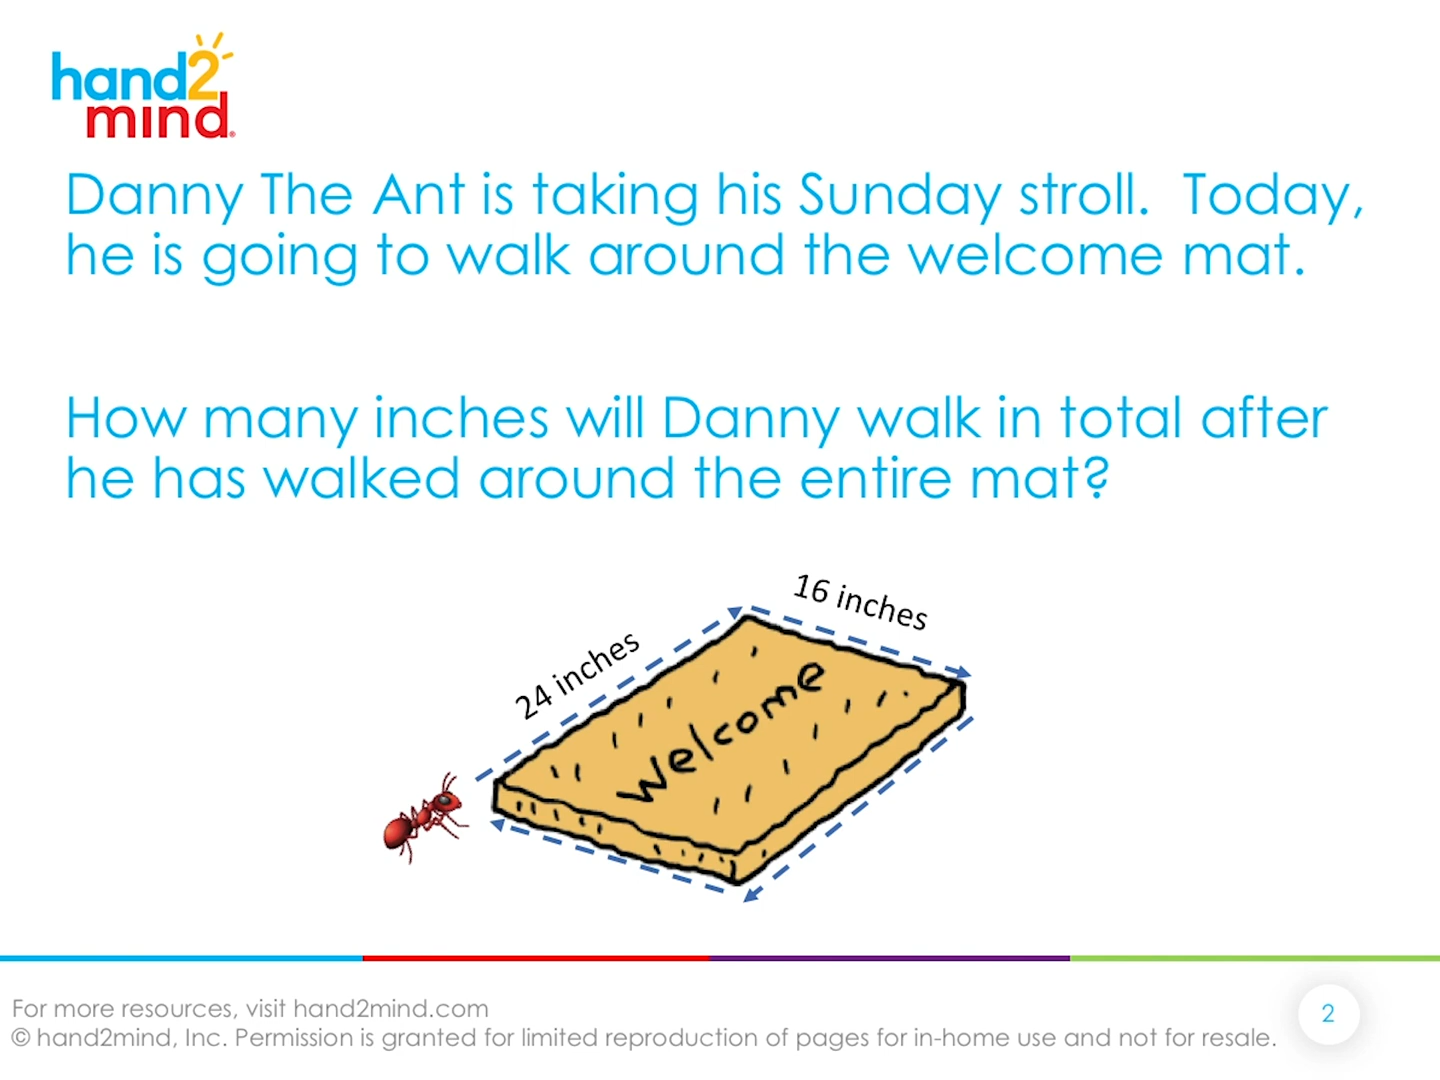 hand2
mind®
Danny The Ant is taking his Sunday stroll.  Today,
he is going to walk around the welcome mat.
How many inches will Danny walk in total after
he has walked around the entire mat?
16 inches
24 inches
Welcome
For more resources, visit hand2mind.com
© hand2mind, Inc. Permission is granted for limited reproduction of pages for in-home use and not for resale.
2